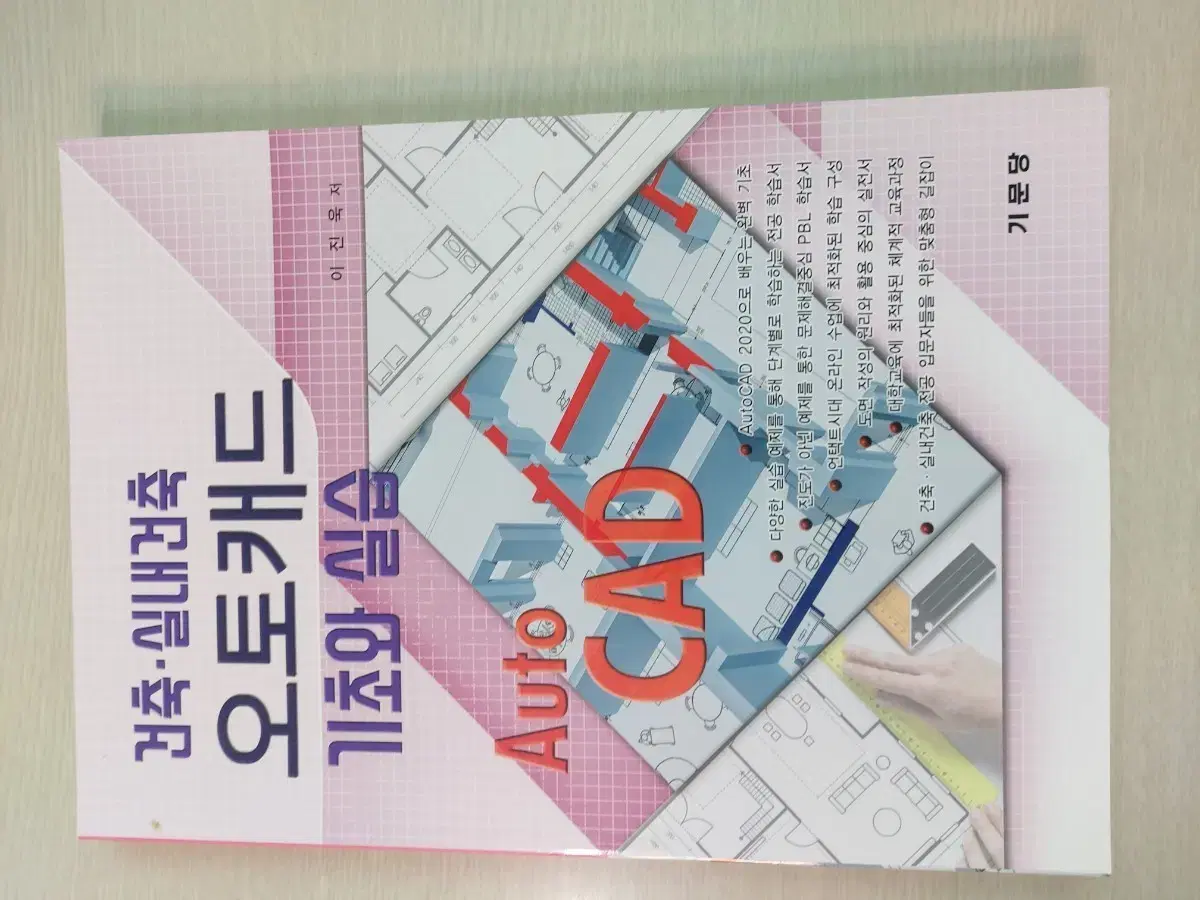 건축·실내건축
오토캐드
기초와 실습
이 진 욱 저
Auto
CAD
AutoCAD 2020으로 배우는 완벽 기초
다양한 실습 예제를 통해 단계별로 학습하는 전공 학습서
진도가 아닌 예제를 통한 문제해결중심 PBL 학습서
언택트시대 온라인 수업에 최적화된 학습 구성
도면 작성의 원리와 활용 중심의 실전서
대학교육에 최적화된 체계적 교육과정
건축·실내건축 전공 입문자들을 위한 맞춤형 길잡이
기문당